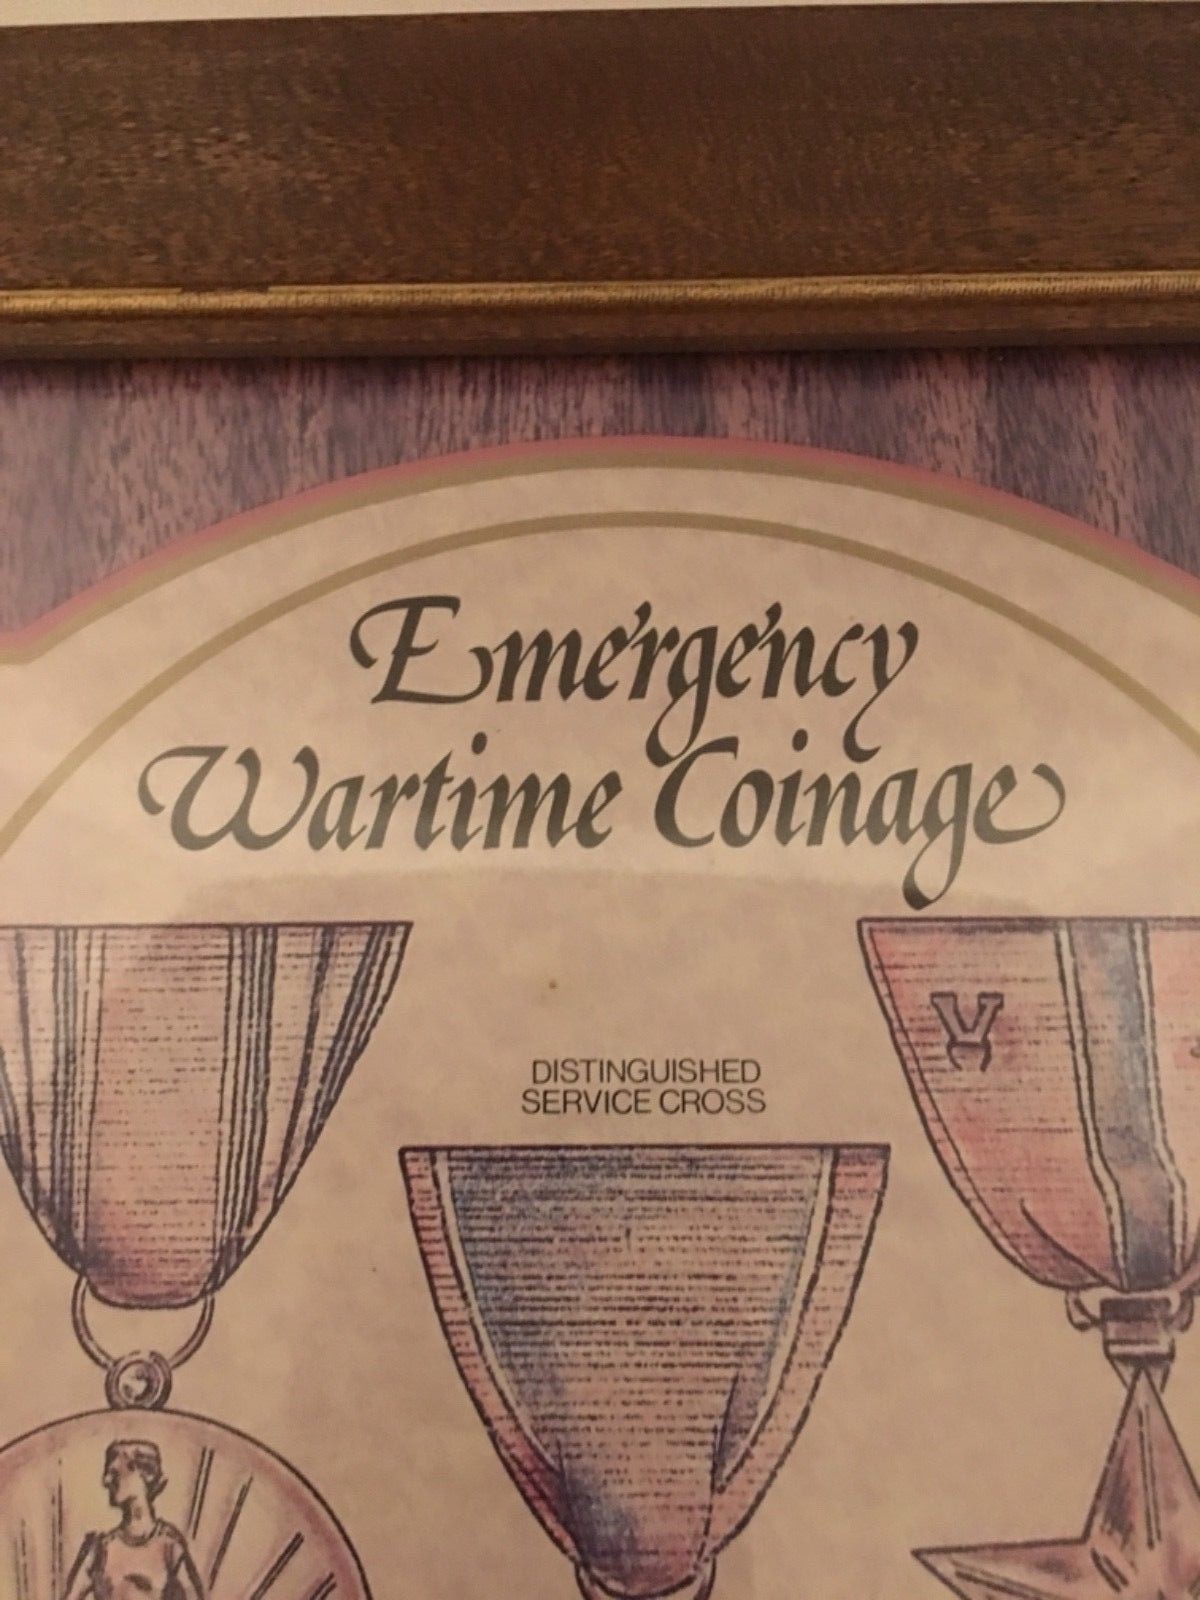 Emergency
Wartime Coinage
V
DISTINGUISHED
SERVICE CROSS